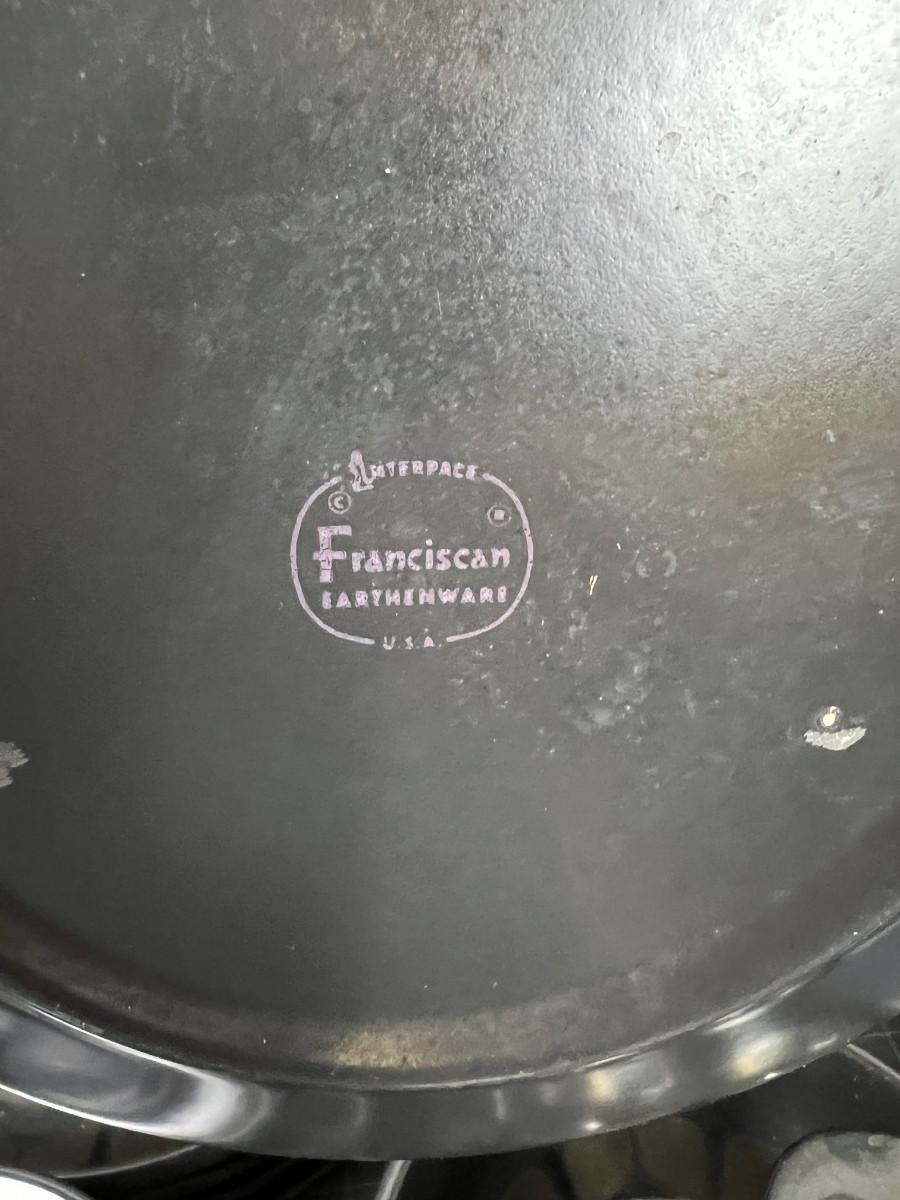 INTERPACE
©
®
Franciscan
EARTHENWARE
U.S.A.